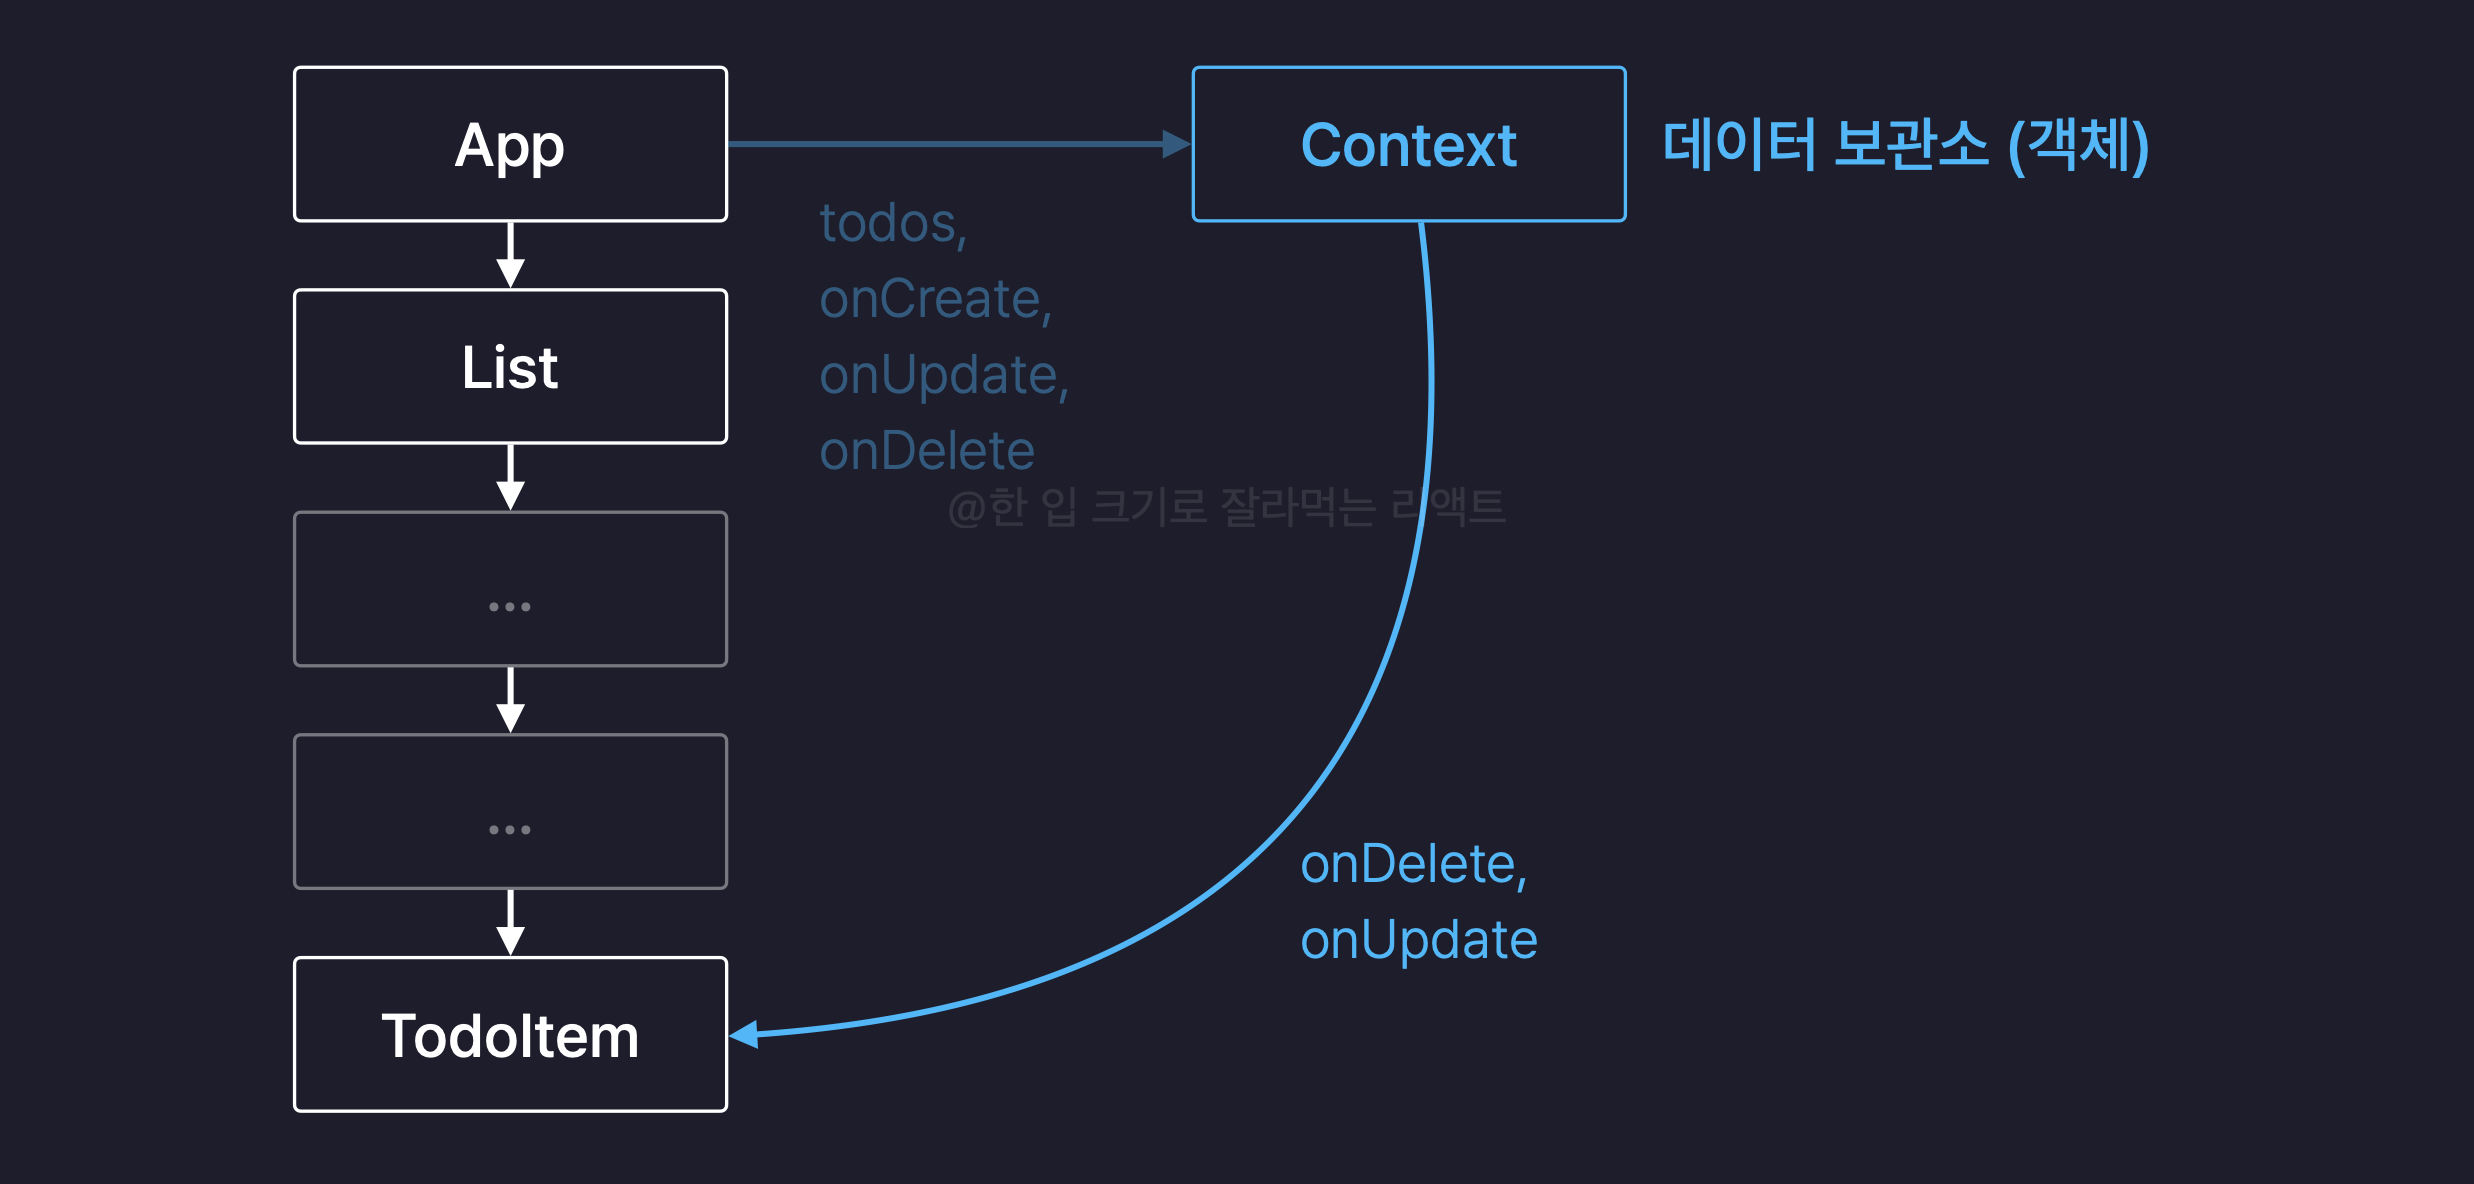 App
Context
데이터 보관소 (객체)
todos,
onCreate,
onUpdate,
onDelete
List
@한 입 크기로 잘라먹는 리액트
...
...
onDelete,
onUpdate
TodoItem